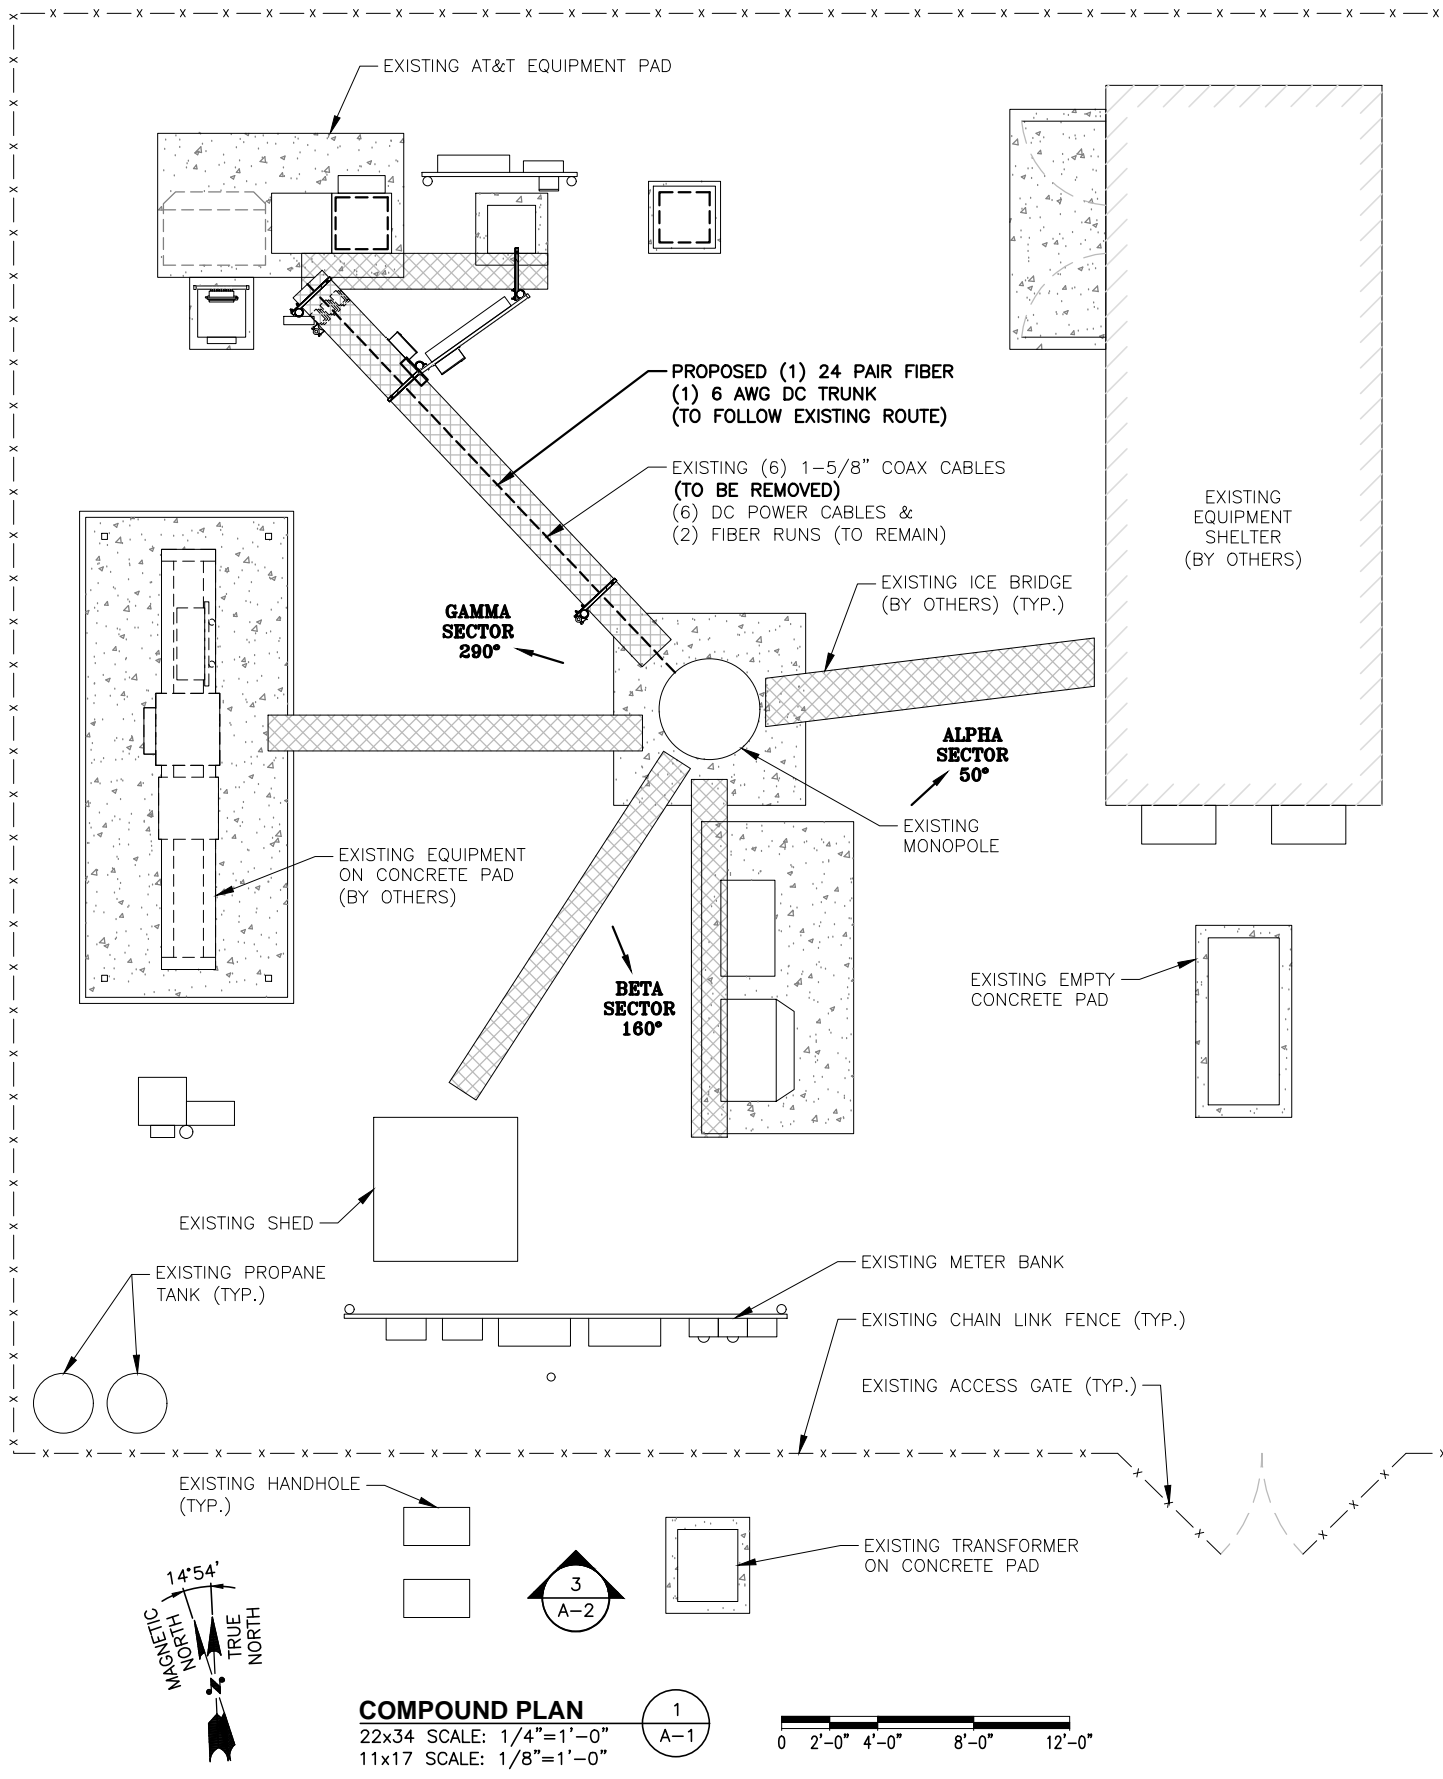 EXISTING AT&T EQUIPMENT PAD
PROPOSED (1) 24 PAIR FIBER
(1) 6 AWG DC TRUNK
(TO FOLLOW EXISTING ROUTE)
EXISTING (6) 1-5/8" COAX CABLES
(TO BE REMOVED)
(6) DC POWER CABLES &
(2) FIBER RUNS (TO REMAIN)
EXISTING
EQUIPMENT
SHELTER
(BY OTHERS)
EXISTING ICE BRIDGE
(BY OTHERS) (TYP.)
GAMMA
SECTOR
290°
ALPHA
SECTOR
50°
EXISTING
MONOPOLE
EXISTING EQUIPMENT
ON CONCRETE PAD
(BY OTHERS)
BETA
SECTOR
160°
EXISTING EMPTY
CONCRETE PAD
EXISTING SHED
EXISTING PROPANE
TANK (TYP.)
EXISTING METER BANK
EXISTING CHAIN LINK FENCE (TYP.)
EXISTING ACCESS GATE (TYP.)
EXISTING HANDHOLE
(TYP.)
EXISTING TRANSFORMER
ON CONCRETE PAD
3
A-2
14°54'
MAGNETIC
NORTH
TRUE
NORTH
N
COMPOUND PLAN
22x34 SCALE: 1/4"=1'-0"
11x17 SCALE: 1/8"=1'-0"
1
A-1
0 2'-0" 4'-0" 8'-0" 12'-0"